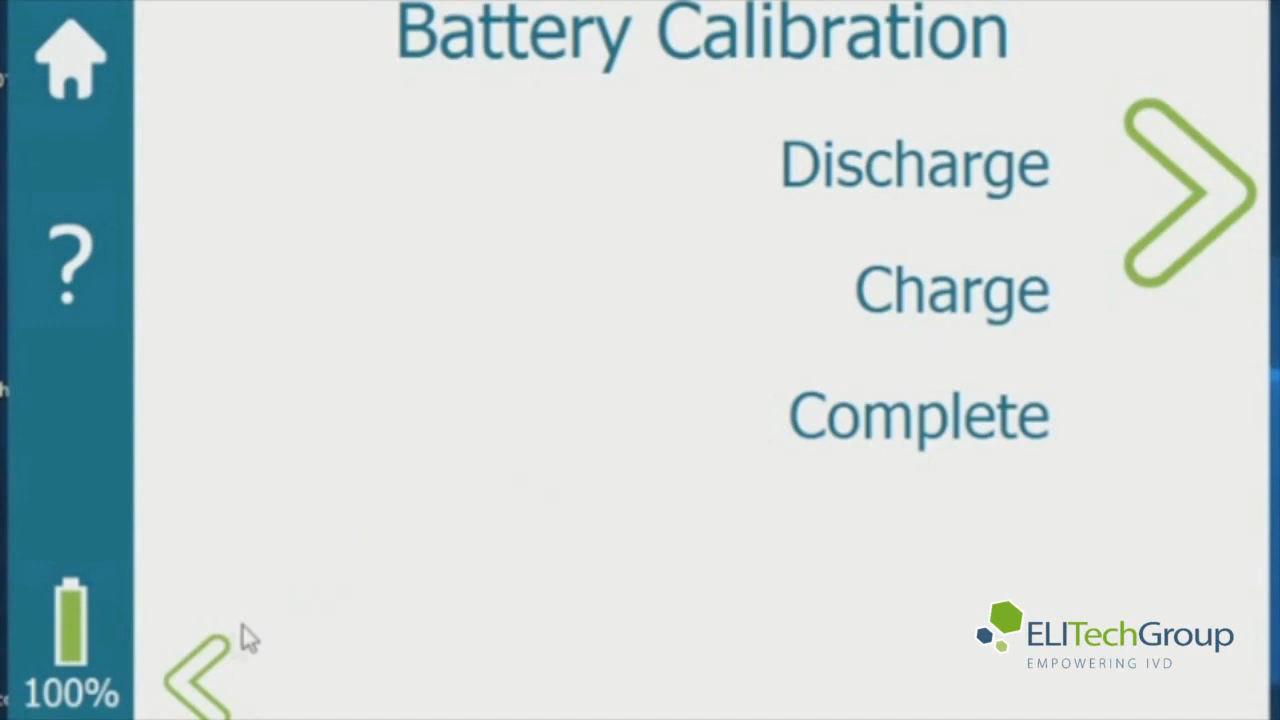 Battery Calibration
Discharge
Charge
Complete
?
100%
ELITechGroup
EMPOWERING IVD